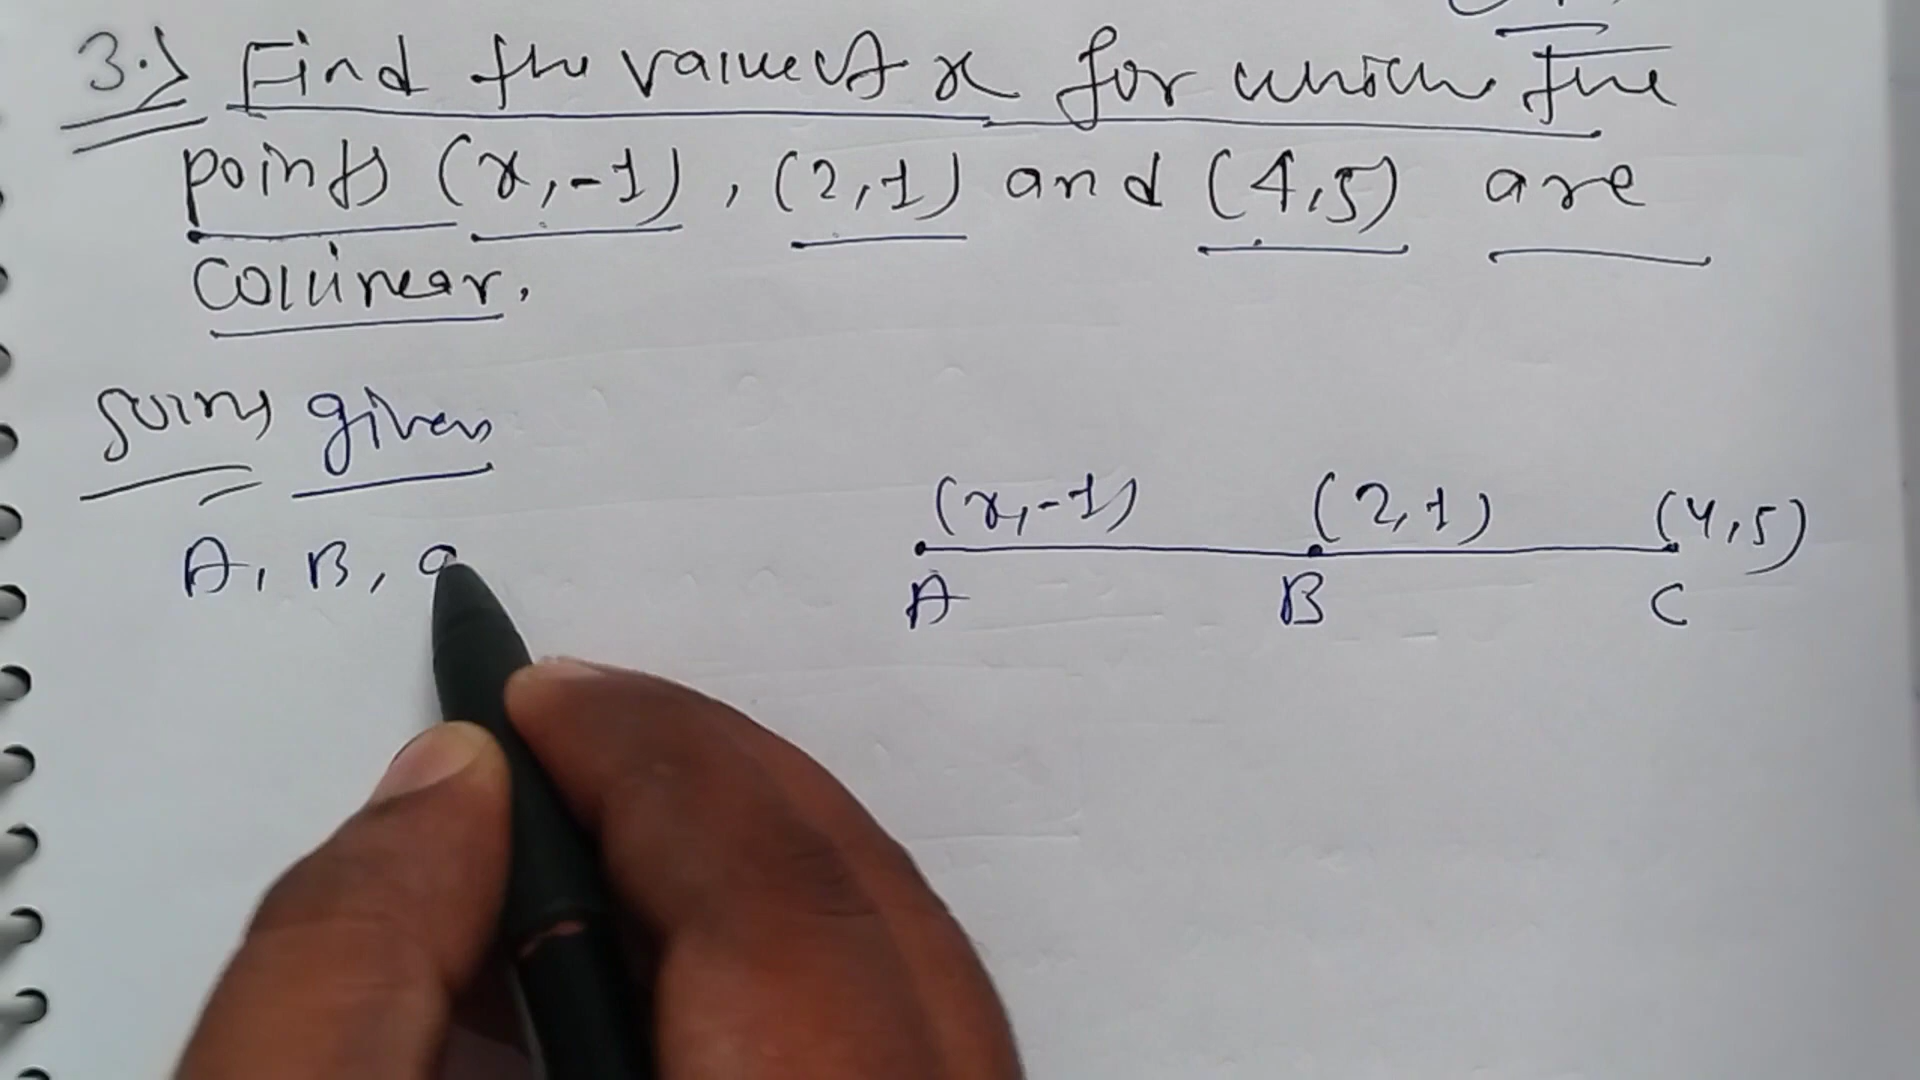 3.) Find the value of x for which the
points (x,-1), (2,1) and (4,5) are
collinear.
Soln) given
A, B, a
(x,-1) (2,1) (4,5)
A B C